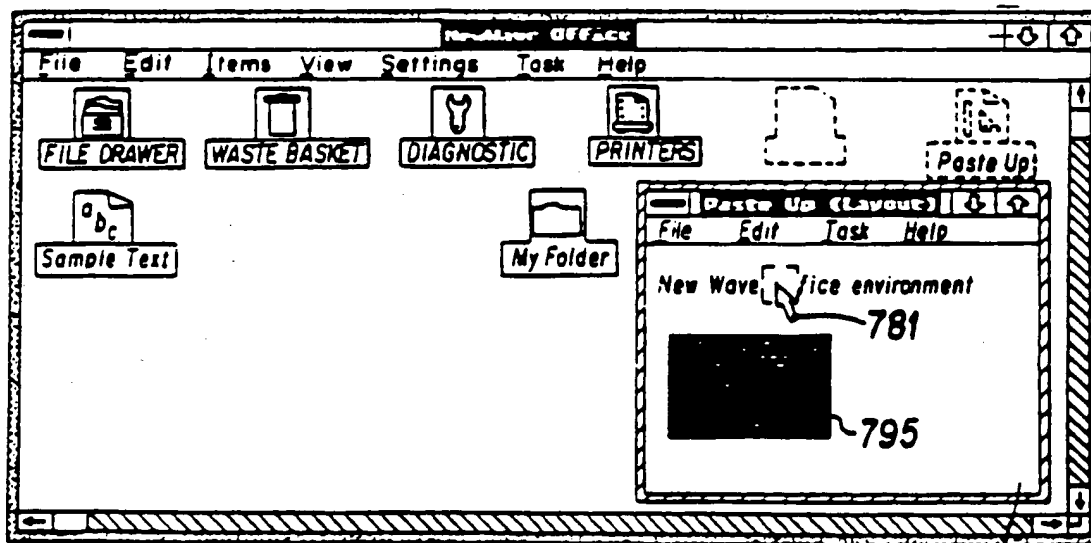 NewWave Office
File Edit Items View Settings Task Help
FILE DRAWER WASTE BASKET DIAGNOSTIC PRINTERS Paste Up
abc
Sample Text My Folder
Paste Up (Layout)
File Edit Task Help
New Wave fice environment
781
795